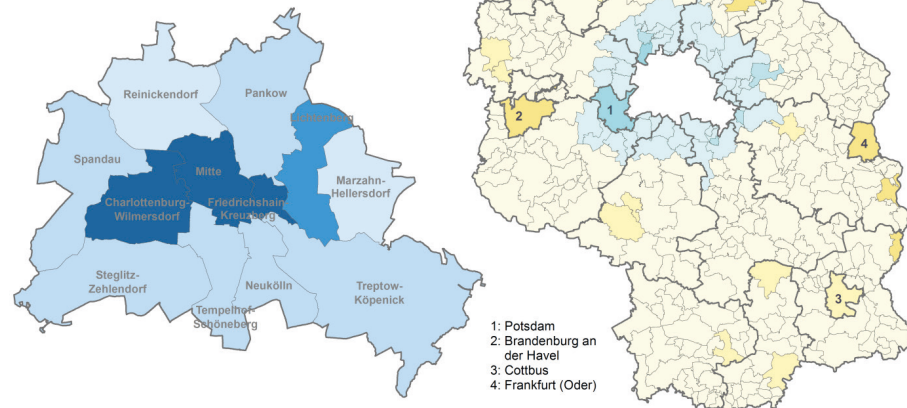 Reinickendorf
Pankow
Lichtenberg
Spandau
Mitte
Marzahn-
Hellersdorf
Charlottenburg-
Wilmersdorf
Friedrichshain-
Kreuzberg
Steglitz-
Zehlendorf
Neukölln
Treptow-
Köpenick
Tempelhof-
Schöneberg
1
2
4
3
1: Potsdam
2: Brandenburg an
der Havel
3: Cottbus
4: Frankfurt (Oder)